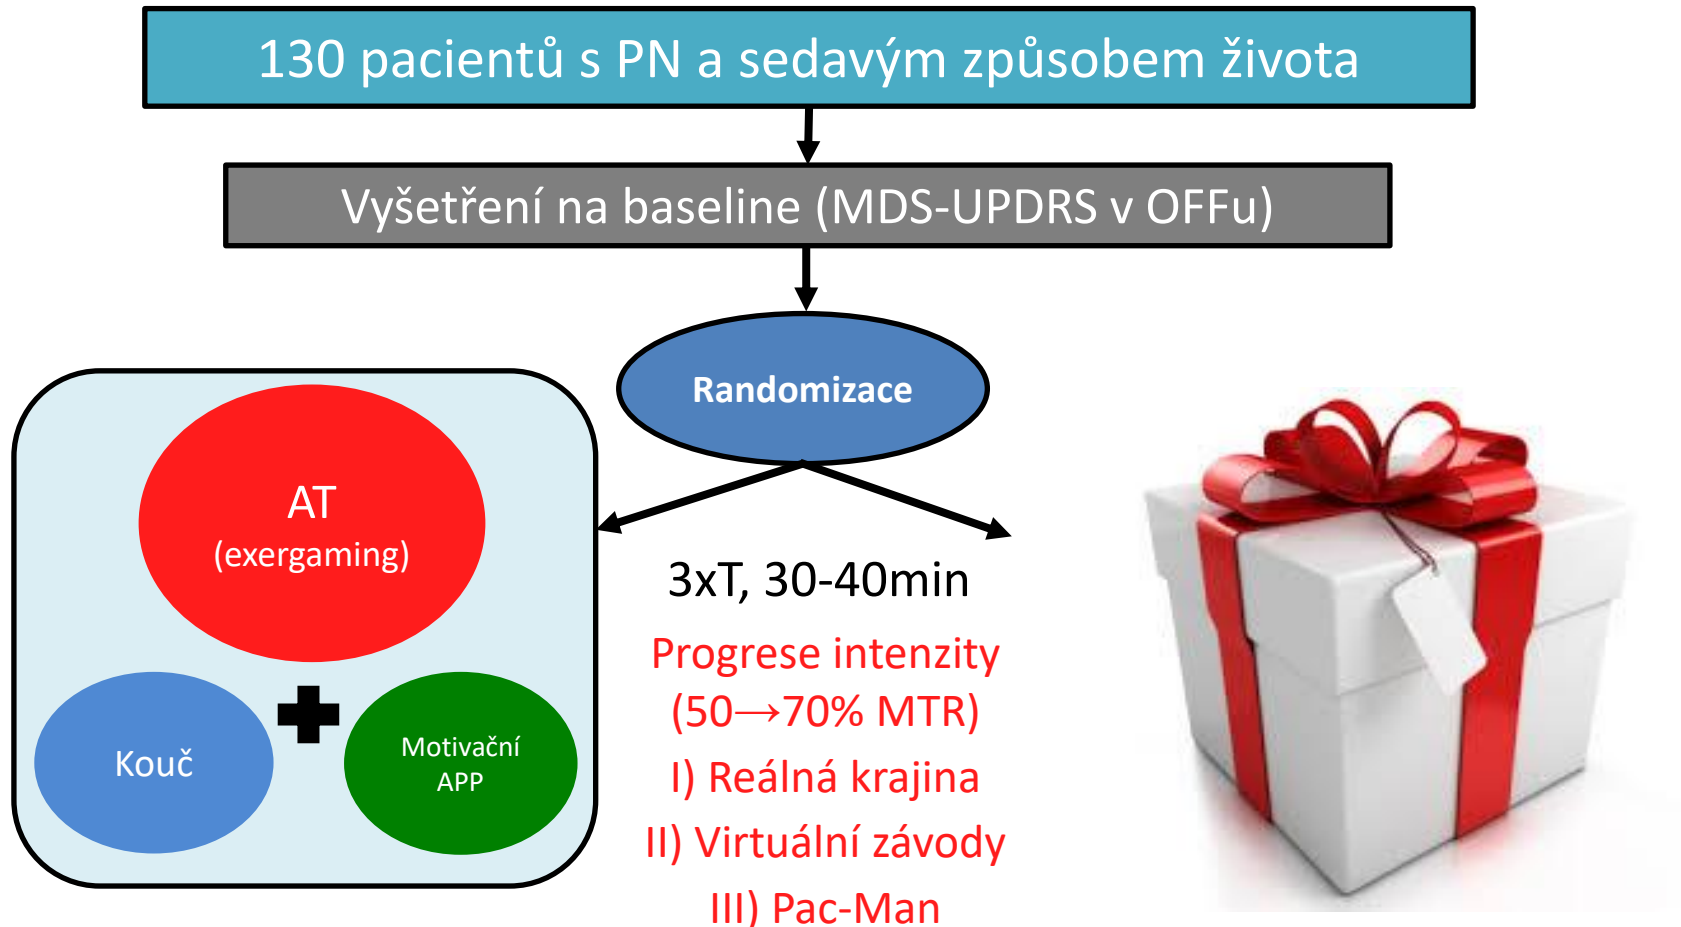 130 pacientů s PN a sedavým způsobem života
Vyšetření na baseline (MDS-UPDRS v OFFu)
Randomizace
AT
(exergaming)
Kouč
Motivační
APP
3xT, 30-40min
Progrese intenzity
(50→70% MTR)
I) Reálná krajina
II) Virtuální závody
III) Pac-Man